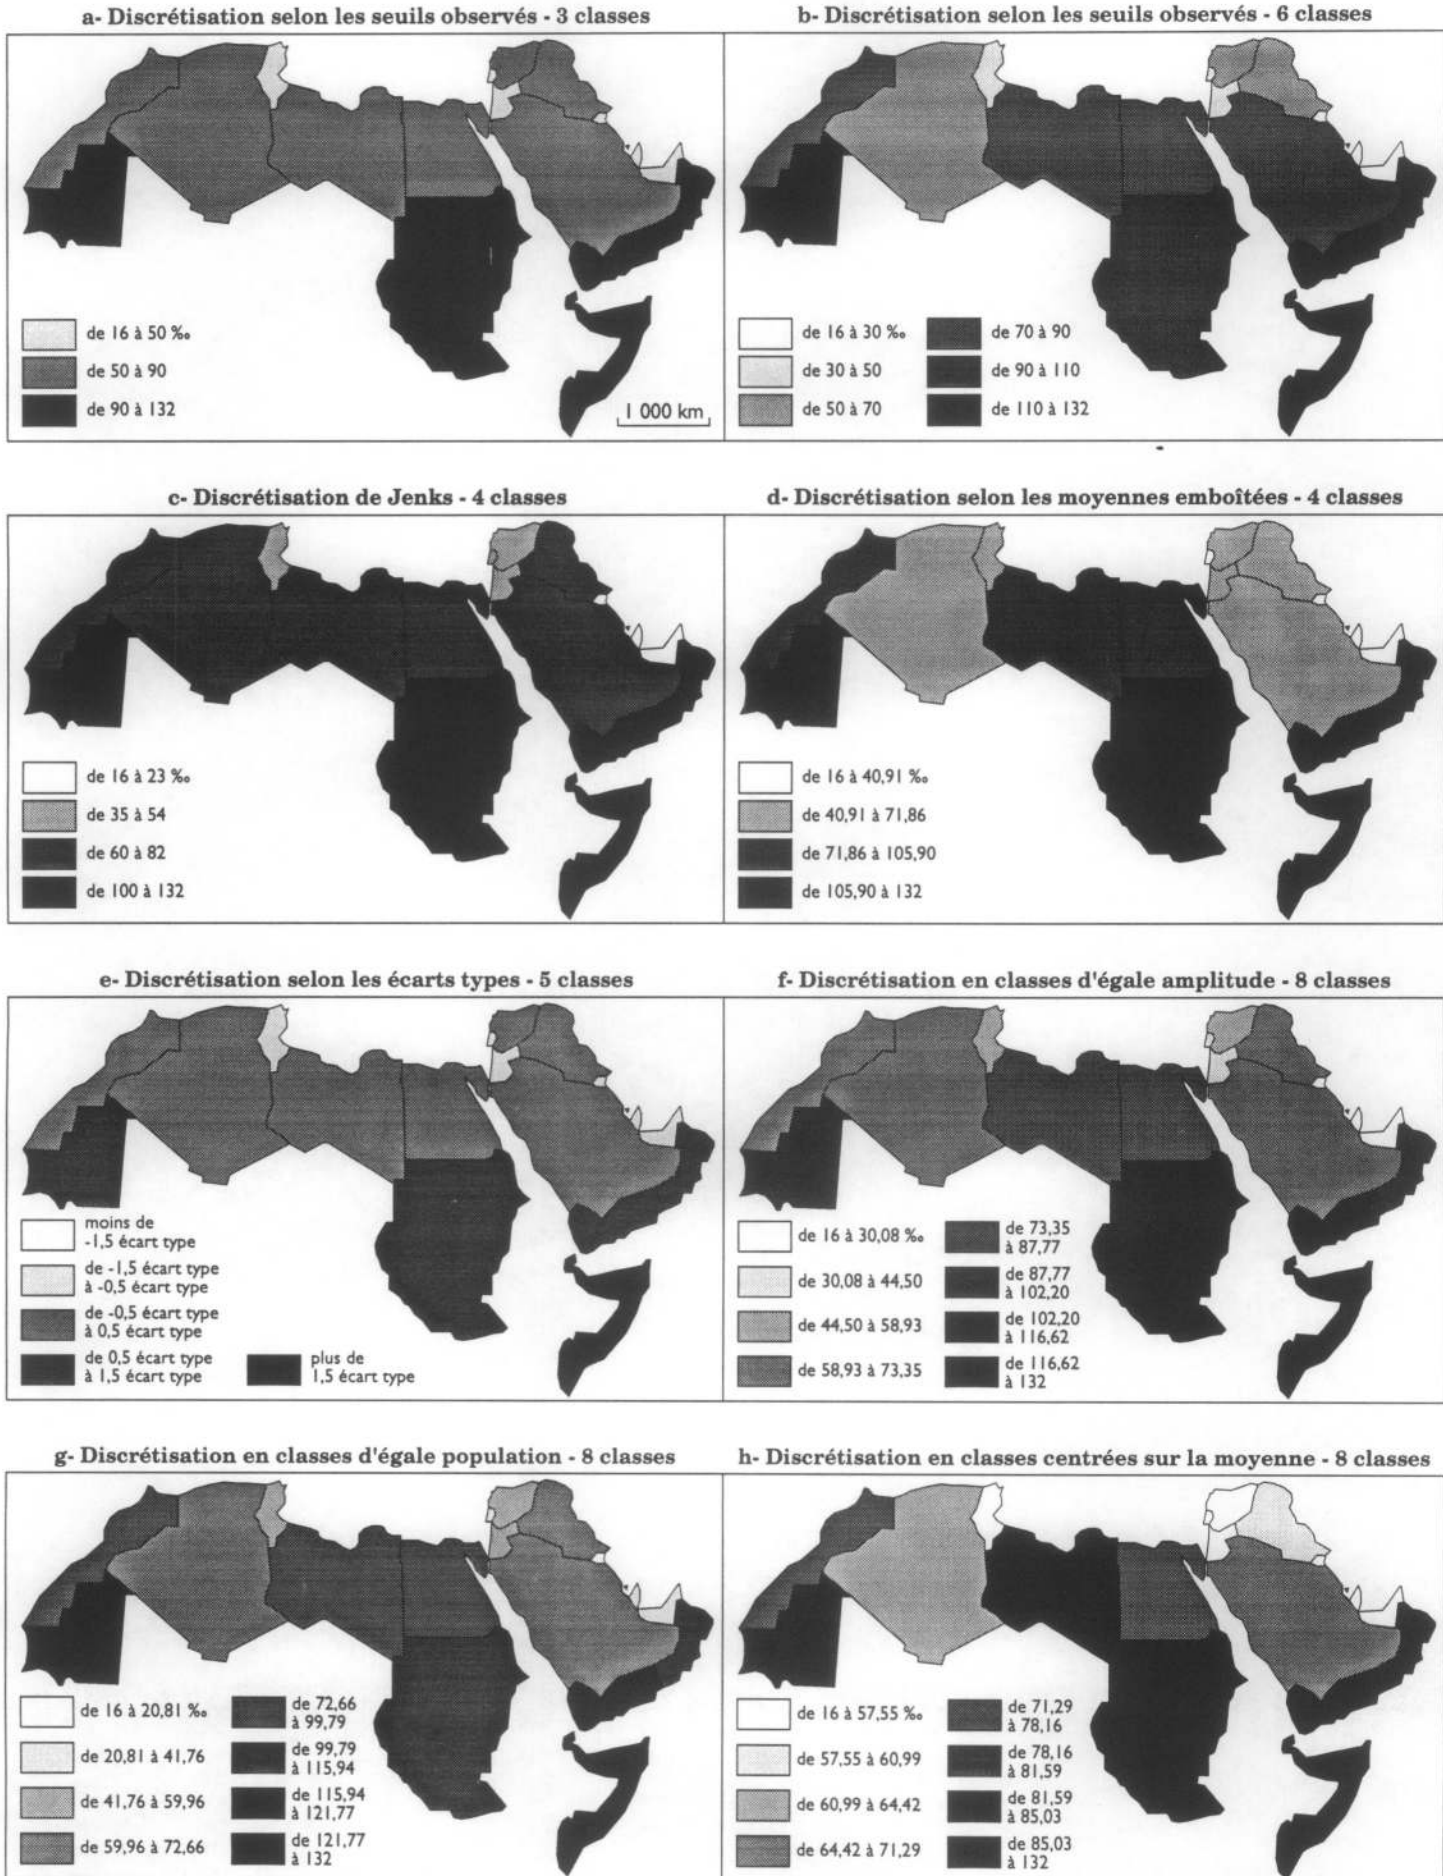 a- Discrétisation selon les seuils observés - 3 classes
de 16 à 50 ‰
de 50 à 90
de 90 à 132
1 000 km
b- Discrétisation selon les seuils observés - 6 classes
de 16 à 30 ‰
de 30 à 50
de 50 à 70
de 70 à 90
de 90 à 110
de 110 à 132
c- Discrétisation de Jenks - 4 classes
de 16 à 23 ‰
de 35 à 54
de 60 à 82
de 100 à 132
d- Discrétisation selon les moyennes emboîtées - 4 classes
de 16 à 40,91 ‰
de 40,91 à 71,86
de 71,86 à 105,90
de 105,90 à 132
e- Discrétisation selon les écarts types - 5 classes
moins de
-1,5 écart type
de -1,5 écart type
à -0,5 écart type
de -0,5 écart type
à 0,5 écart type
de 0,5 écart type
à 1,5 écart type
plus de
1,5 écart type
f- Discrétisation en classes d'égale amplitude - 8 classes
de 16 à 30,08 ‰
de 30,08 à 44,50
de 44,50 à 58,93
de 58,93 à 73,35
de 73,35
à 87,77
de 87,77
à 102,20
de 102,20
à 116,62
de 116,62
à 132
g- Discrétisation en classes d'égale population - 8 classes
de 16 à 20,81 ‰
de 20,81 à 41,76
de 41,76 à 59,96
de 59,96 à 72,66
de 72,66
à 99,79
de 99,79
à 115,94
de 115,94
à 121,77
de 121,77
à 132
h- Discrétisation en classes centrées sur la moyenne - 8 classes
de 16 à 57,55 ‰
de 57,55 à 60,99
de 60,99 à 64,42
de 64,42 à 71,29
de 71,29
à 78,16
de 78,16
à 81,59
de 81,59
à 85,03
de 85,03
à 132